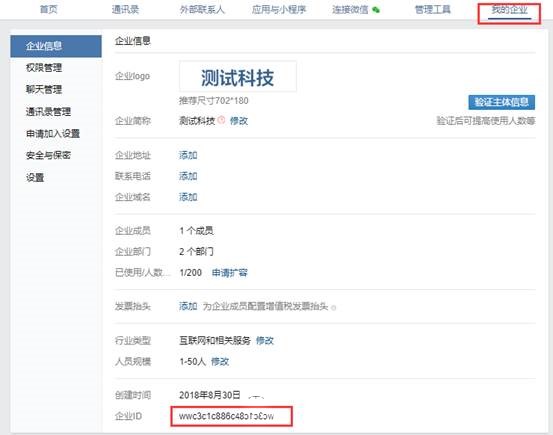 首页 通讯录 外部联系人 应用与小程序 连接微信 管理工具 我的企业
企业信息
权限管理
聊天管理
通讯录管理
申请加入设置
安全与保密
设置
企业信息
企业logo 测试科技
推荐尺寸702*180
验证主体信息
企业简称 测试科技 修改 验证后可提高使用人数等
企业地址 添加
联系电话 添加
企业域名 添加
企业成员 1 个成员
企业部门 2 个部门
已使用/人数... 1/200 申请扩容
发票抬头 添加 为企业成员配置增值税发票抬头
行业类型 互联网和相关服务 修改
人员规模 1-50人 修改
创建时间 2018年8月30日
企业ID